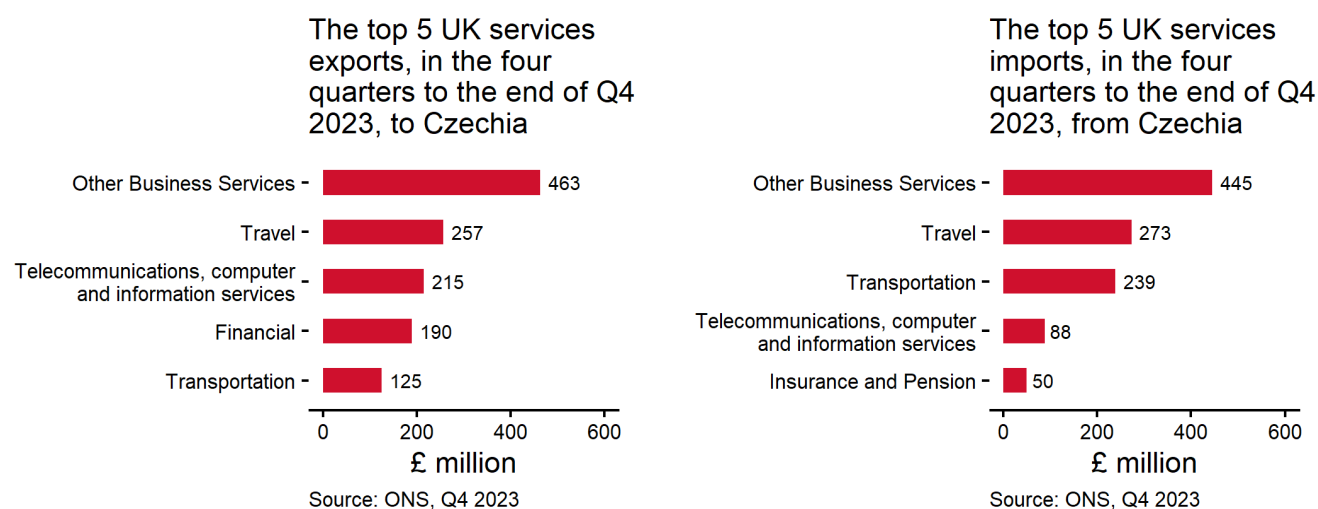 The top 5 UK services
exports, in the four
quarters to the end of Q4
2023, to Czechia
Other Business Services
463
Travel
257
Telecommunications, computer
and information services
215
Financial
190
Transportation
125
0 200 400 600
£ million
Source: ONS, Q4 2023
The top 5 UK services
imports, in the four
quarters to the end of Q4
2023, from Czechia
Other Business Services
445
Travel
273
Transportation
239
Telecommunications, computer
and information services
88
Insurance and Pension
50
0 200 400 600
£ million
Source: ONS, Q4 2023